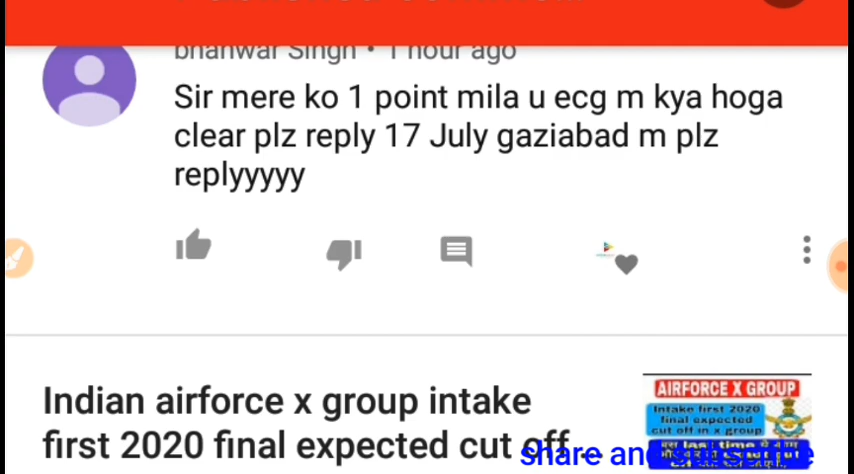 bhanwar Singh • 1 hour ago
Sir mere ko 1 point mila u ecg m kya hoga
clear plz reply 17 July gaziabad m plz
replyyyyy
Indian airforce x group intake
first 2020 final expected cut off...
AIRFORCE X GROUP
Intake first 2020
final expected
cut off in x group
share and